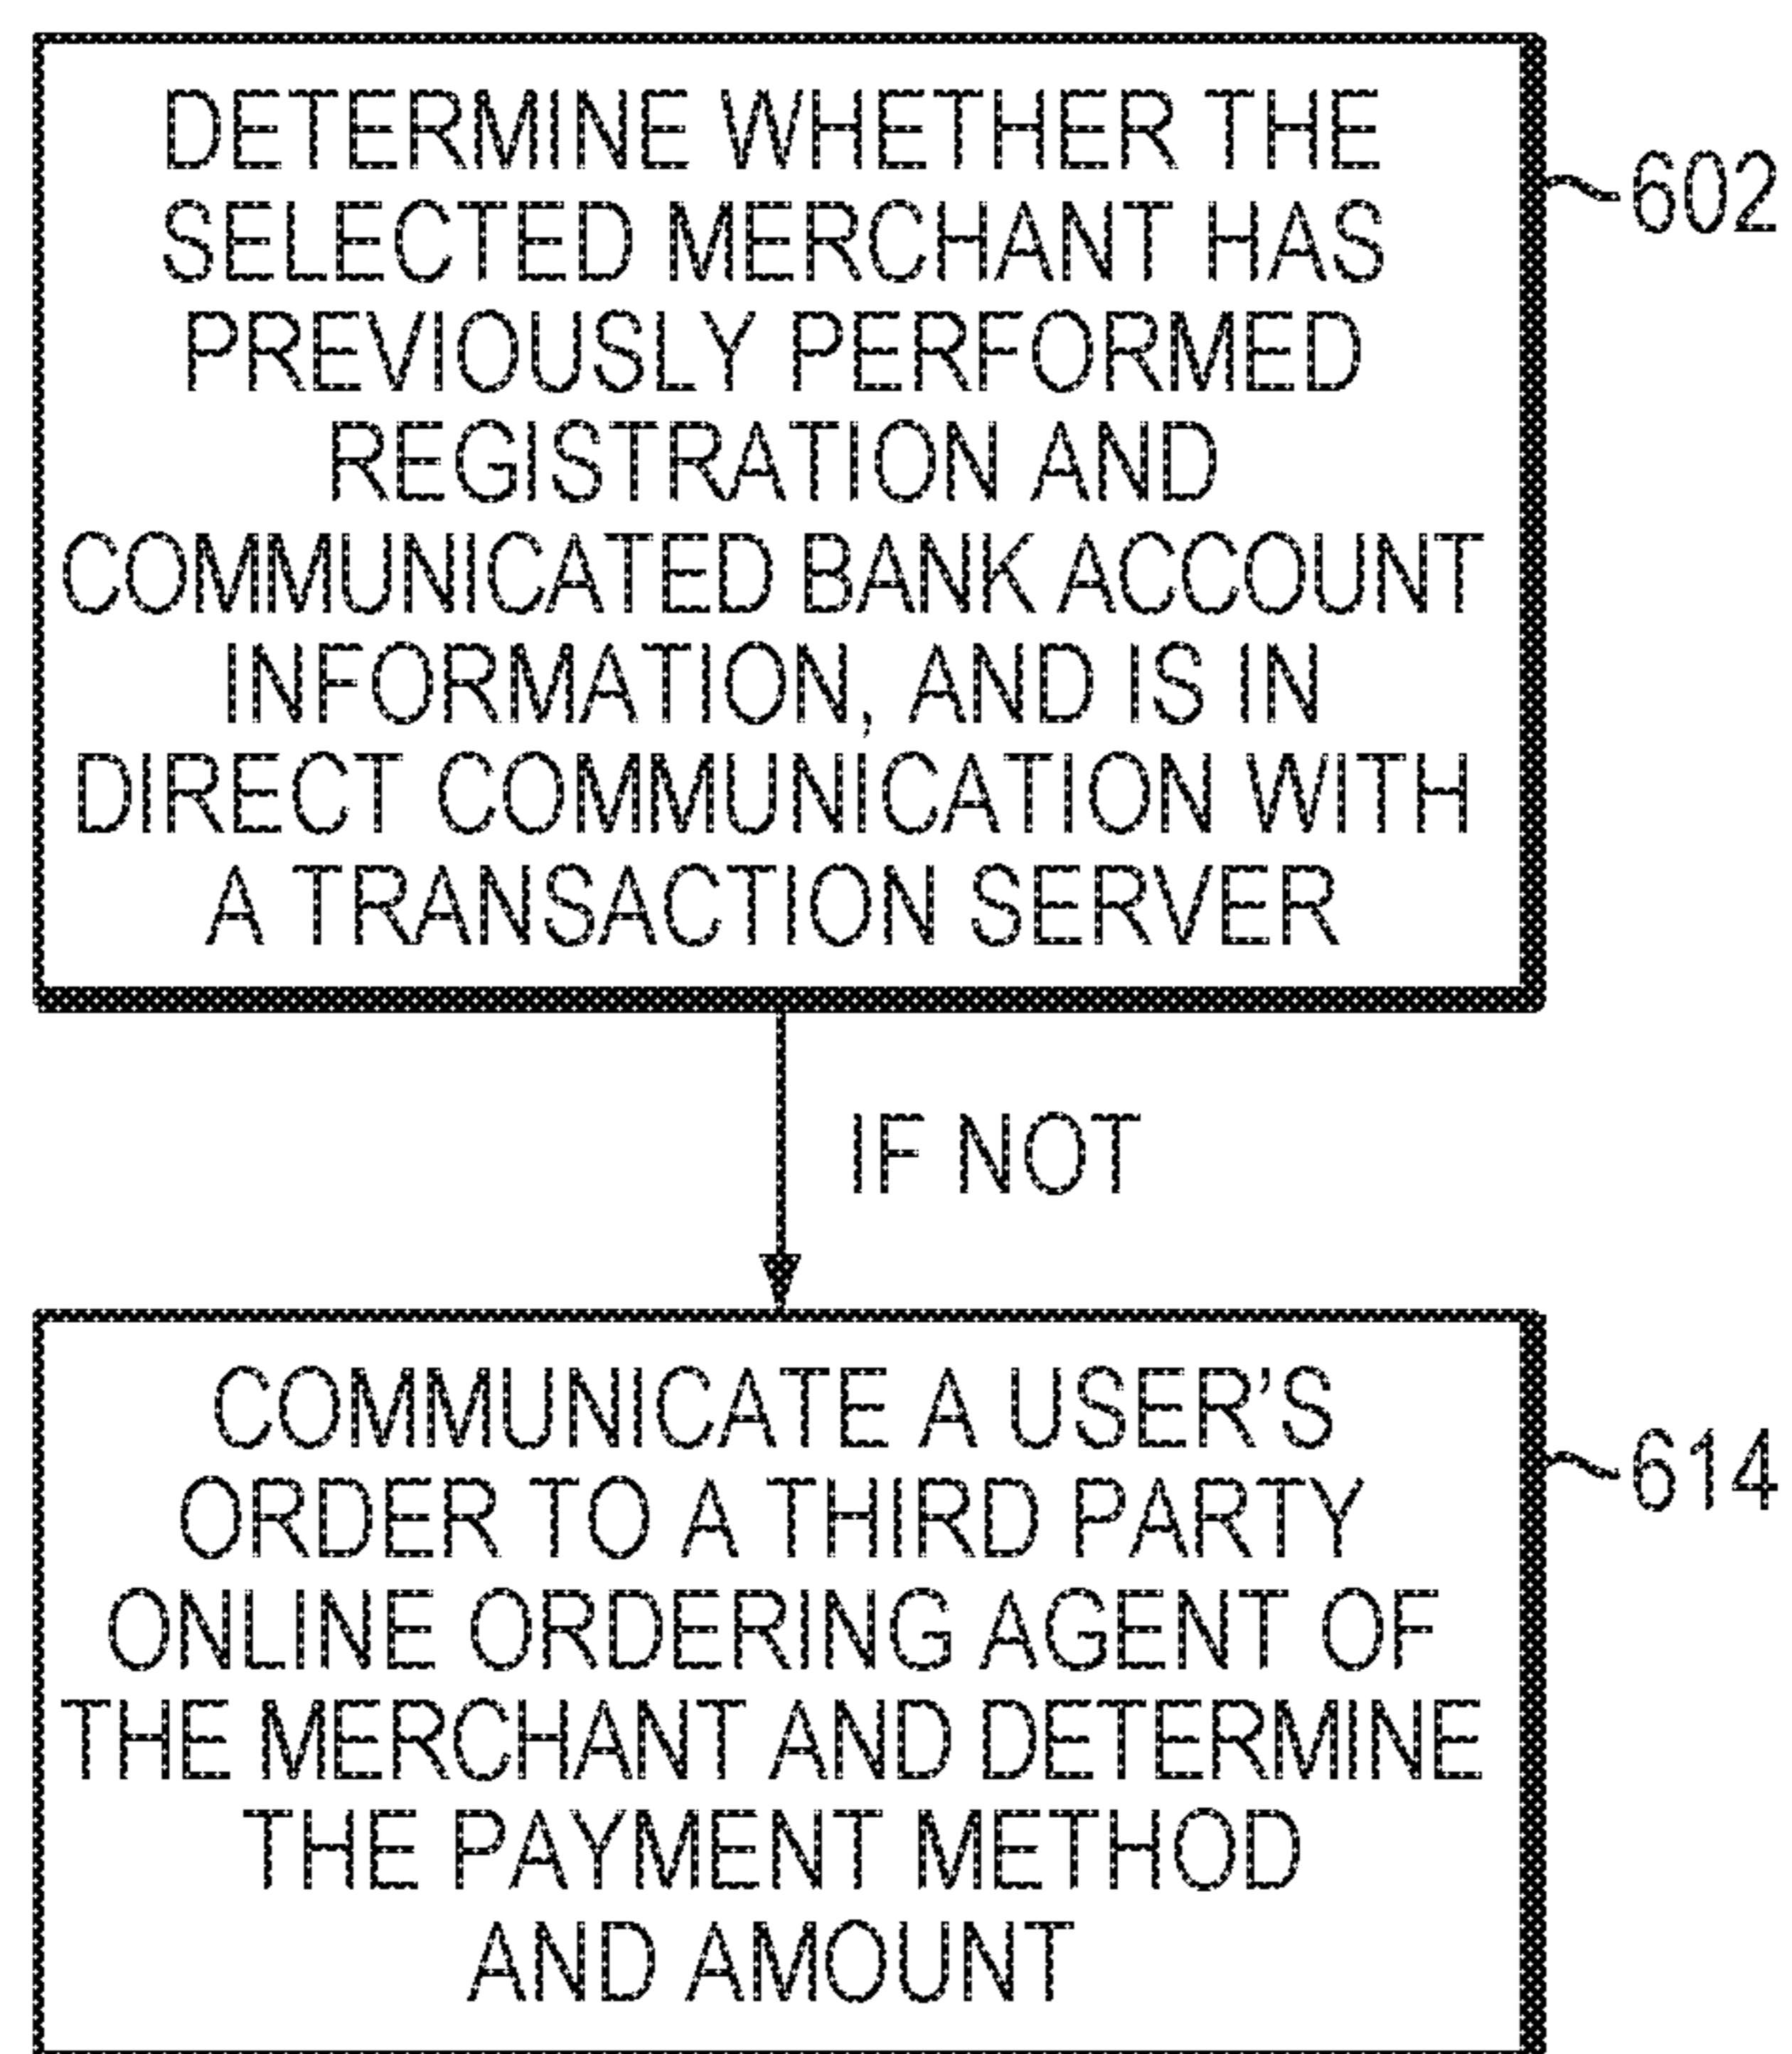 DETERMINE WHETHER THE
SELECTED MERCHANT HAS
PREVIOUSLY PERFORMED
REGISTRATION AND
COMMUNICATED BANK ACCOUNT
INFORMATION, AND IS IN
DIRECT COMMUNICATION WITH
A TRANSACTION SERVER
602
IF NOT
COMMUNICATE A USER'S
ORDER TO A THIRD PARTY
ONLINE ORDERING AGENT OF
THE MERCHANT AND DETERMINE
THE PAYMENT METHOD
AND AMOUNT
614